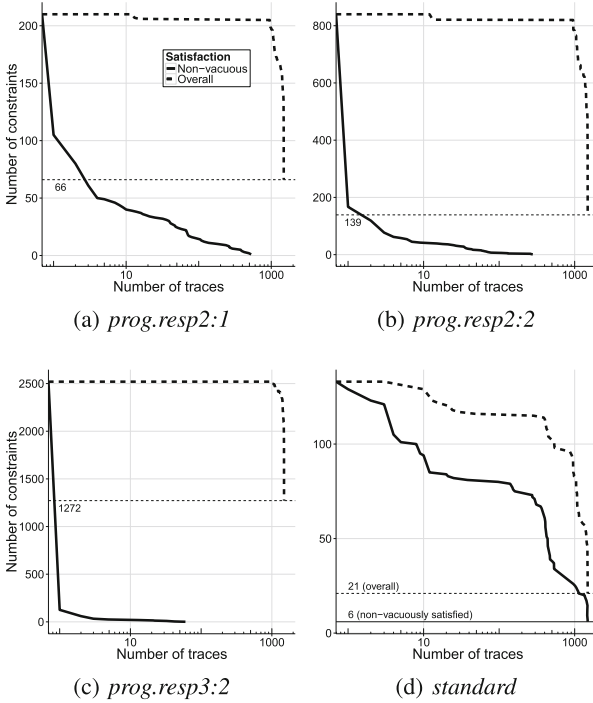 200
150
100
50
0
Number of constraints
Satisfaction
Non−vacuous
Overall
66
10
1000
Number of traces
(a) prog.resp2:1
800
600
400
200
0
139
10
1000
Number of traces
(b) prog.resp2:2
2500
2000
1500
1000
500
0
Number of constraints
1272
10
1000
Number of traces
(c) prog.resp3:2
100
50
0
21 (overall)
6 (non−vacuously satisfied)
10
1000
Number of traces
(d) standard